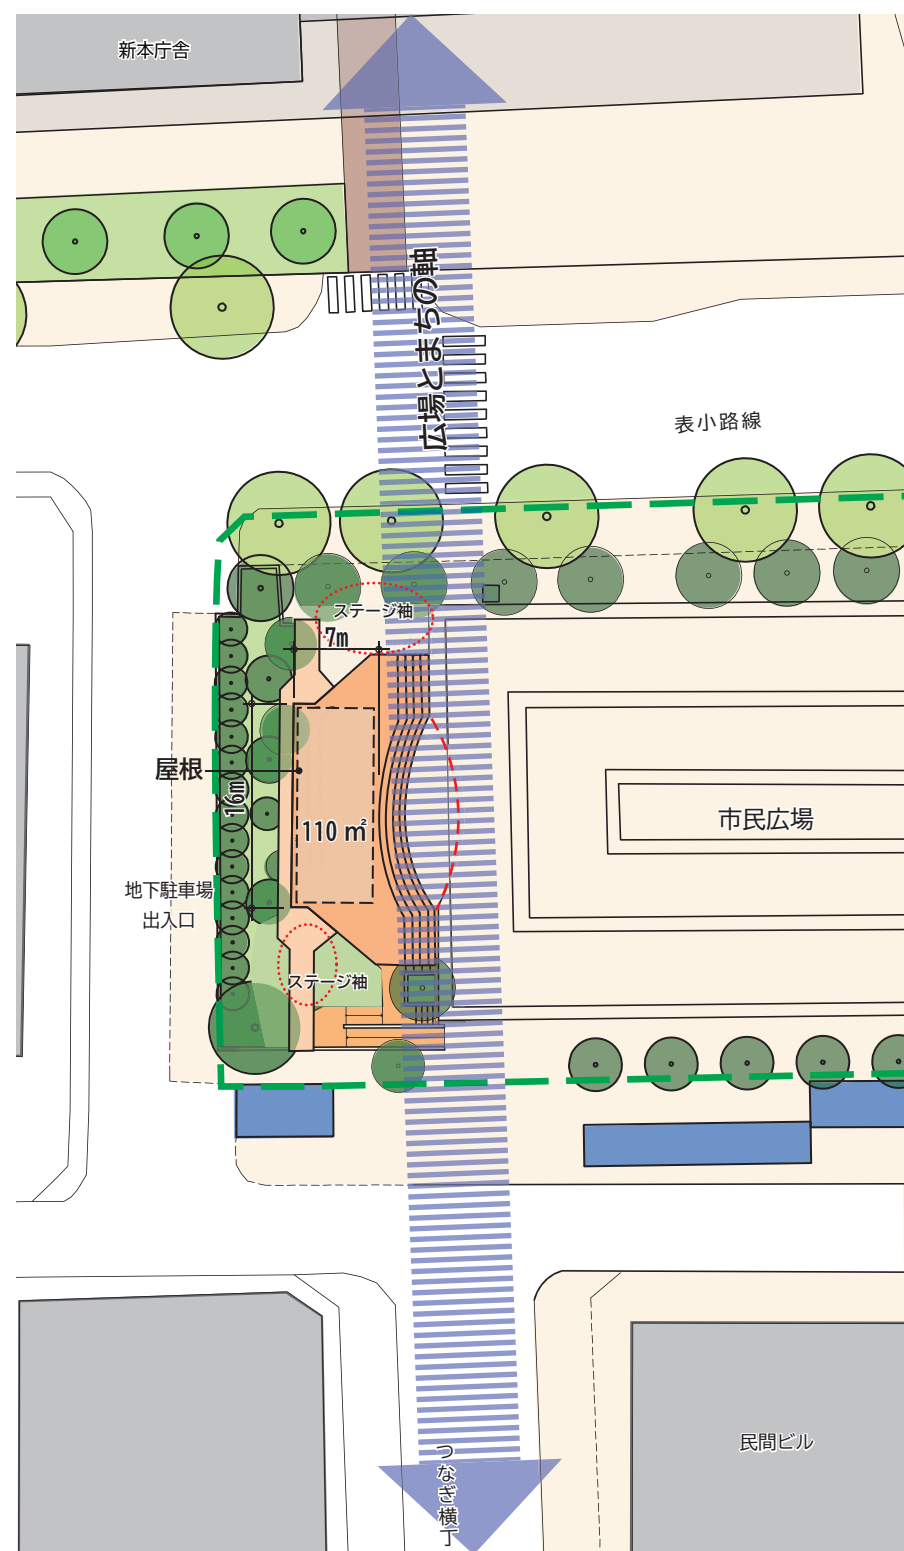 新本庁舎
広場とまちの軸
表小路線
ステージ袖
7m
屋根
16m
110 ㎡
市民広場
地下駐車場
出入口
ステージ袖
民間ビル
つなぎ横丁